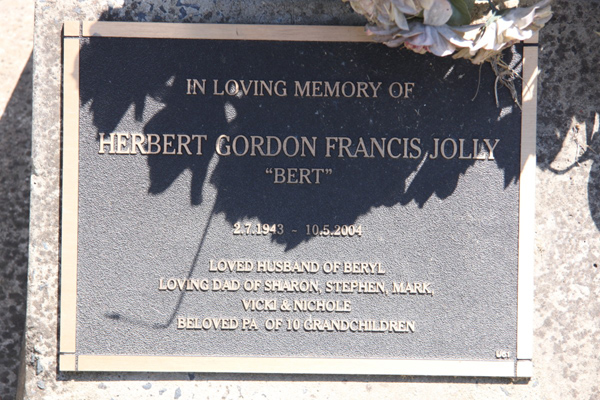 IN LOVING MEMORY OF
HERBERT GORDON FRANCIS JOLLY
“BERT”
2.7.1943 - 10.5.2004
LOVED HUSBAND OF BERYL
LOVING DAD OF SHARON, STEPHEN, MARK,
VICKI & NICHOLE
BELOVED PA OF 10 GRANDCHILDREN